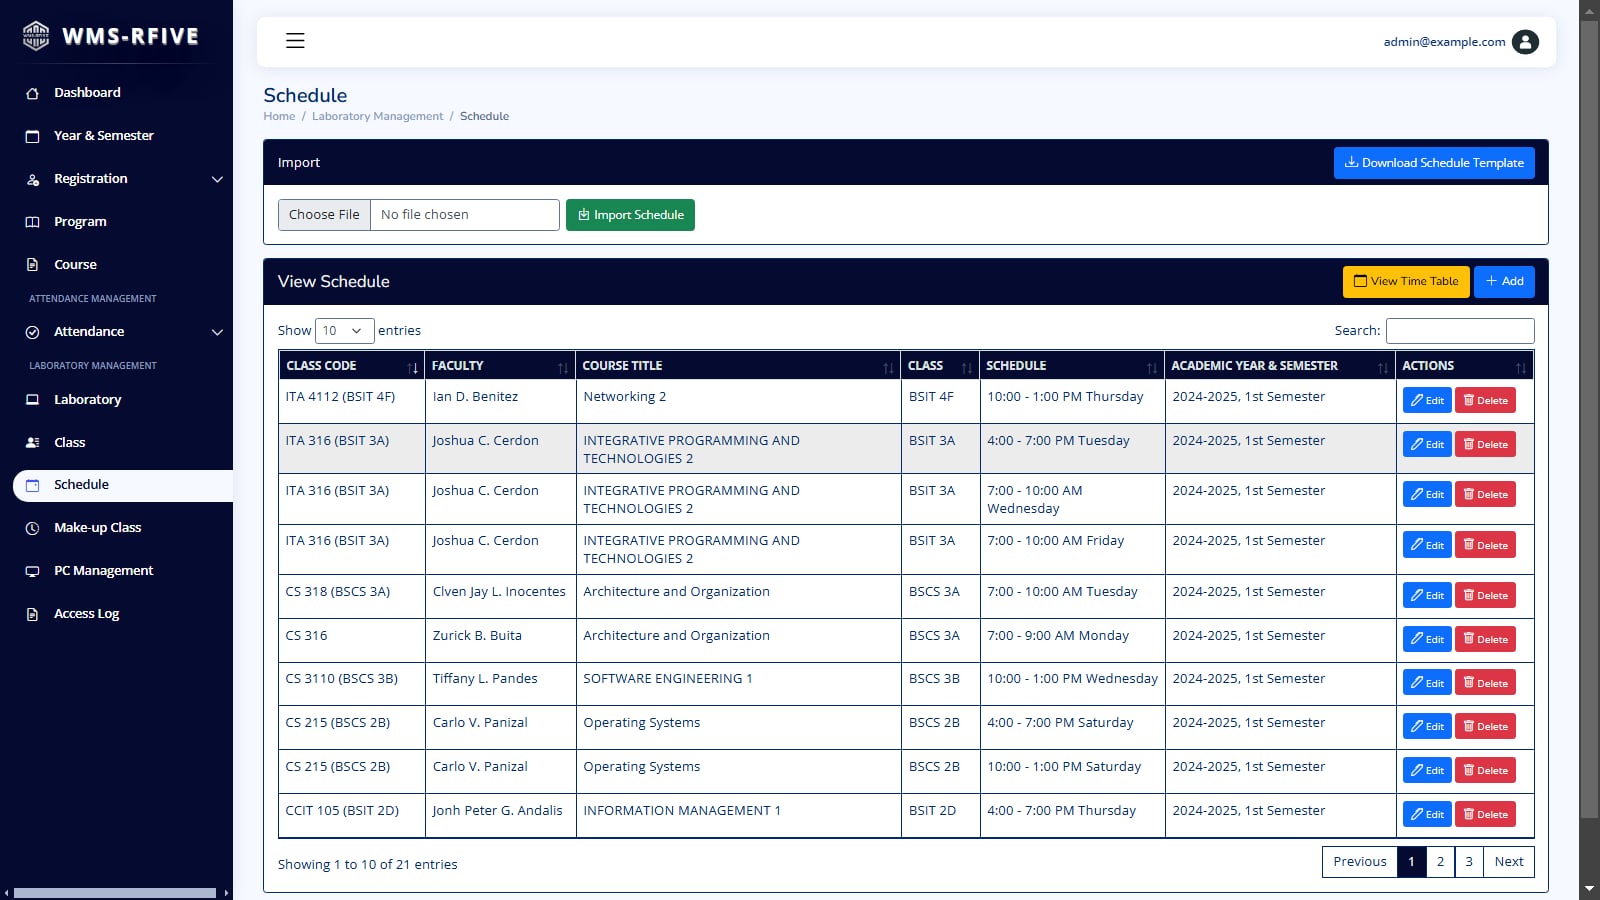 WMS-RFIVE
Dashboard
Year & Semester
Registration
Program
Course
ATTENDANCE MANAGEMENT
Attendance
LABORATORY MANAGEMENT
Laboratory
Class
Schedule
Make-up Class
PC Management
Access Log
admin@example.com
Schedule
Home / Laboratory Management / Schedule
Import
Download Schedule Template
Choose File No file chosen Import Schedule
View Schedule
View Time Table + Add
Show 10 entries Search:
CLASS CODE FACULTY COURSE TITLE CLASS SCHEDULE ACADEMIC YEAR & SEMESTER ACTIONS
ITA 4112 (BSIT 4F) Ian D. Benitez Networking 2 BSIT 4F 10:00 - 1:00 PM Thursday 2024-2025, 1st Semester Edit Delete
ITA 316 (BSIT 3A) Joshua C. Cerdon INTEGRATIVE PROGRAMMING AND BSIT 3A 4:00 - 7:00 PM Tuesday 2024-2025, 1st Semester Edit Delete
TECHNOLOGIES 2
ITA 316 (BSIT 3A) Joshua C. Cerdon INTEGRATIVE PROGRAMMING AND BSIT 3A 7:00 - 10:00 AM 2024-2025, 1st Semester Edit Delete
TECHNOLOGIES 2 Wednesday
ITA 316 (BSIT 3A) Joshua C. Cerdon INTEGRATIVE PROGRAMMING AND BSIT 3A 7:00 - 10:00 AM Friday 2024-2025, 1st Semester Edit Delete
TECHNOLOGIES 2
CS 318 (BSCS 3A) Clven Jay L. Inocentes Architecture and Organization BSCS 3A 7:00 - 10:00 AM Tuesday 2024-2025, 1st Semester Edit Delete
CS 316 Zurick B. Buita Architecture and Organization BSCS 3A 7:00 - 9:00 AM Monday 2024-2025, 1st Semester Edit Delete
CS 3110 (BSCS 3B) Tiffany L. Pandes SOFTWARE ENGINEERING 1 BSCS 3B 10:00 - 1:00 PM Wednesday 2024-2025, 1st Semester Edit Delete
CS 215 (BSCS 2B) Carlo V. Panizal Operating Systems BSCS 2B 4:00 - 7:00 PM Saturday 2024-2025, 1st Semester Edit Delete
CS 215 (BSCS 2B) Carlo V. Panizal Operating Systems BSCS 2B 10:00 - 1:00 PM Saturday 2024-2025, 1st Semester Edit Delete
CCIT 105 (BSIT 2D) Jonh Peter G. Andalis INFORMATION MANAGEMENT 1 BSIT 2D 4:00 - 7:00 PM Thursday 2024-2025, 1st Semester Edit Delete
Showing 1 to 10 of 21 entries
Previous 1 2 3 Next